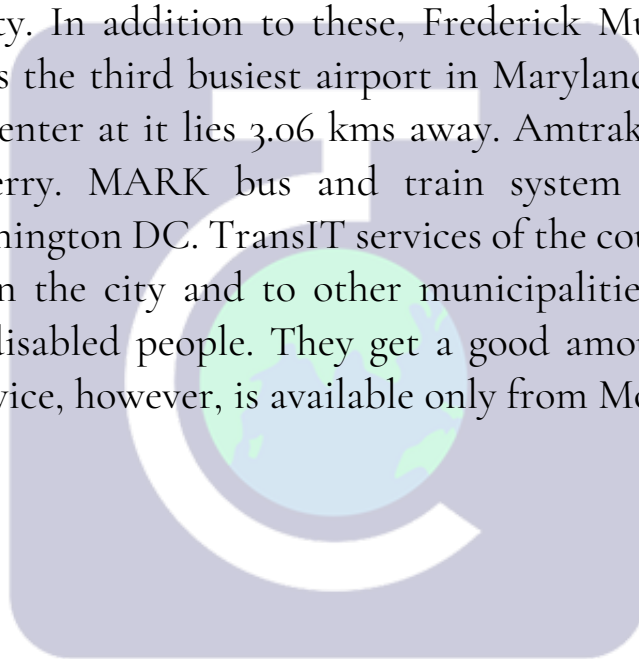 ty. In addition to these, Frederick Mu
s the third busiest airport in Maryland
enter at it lies 3.06 kms away. Amtrak
erry. MARK bus and train system
hington DC. TransIT services of the cou
n the city and to other municipalitie
disabled people. They get a good amou
vice, however, is available only from Mo